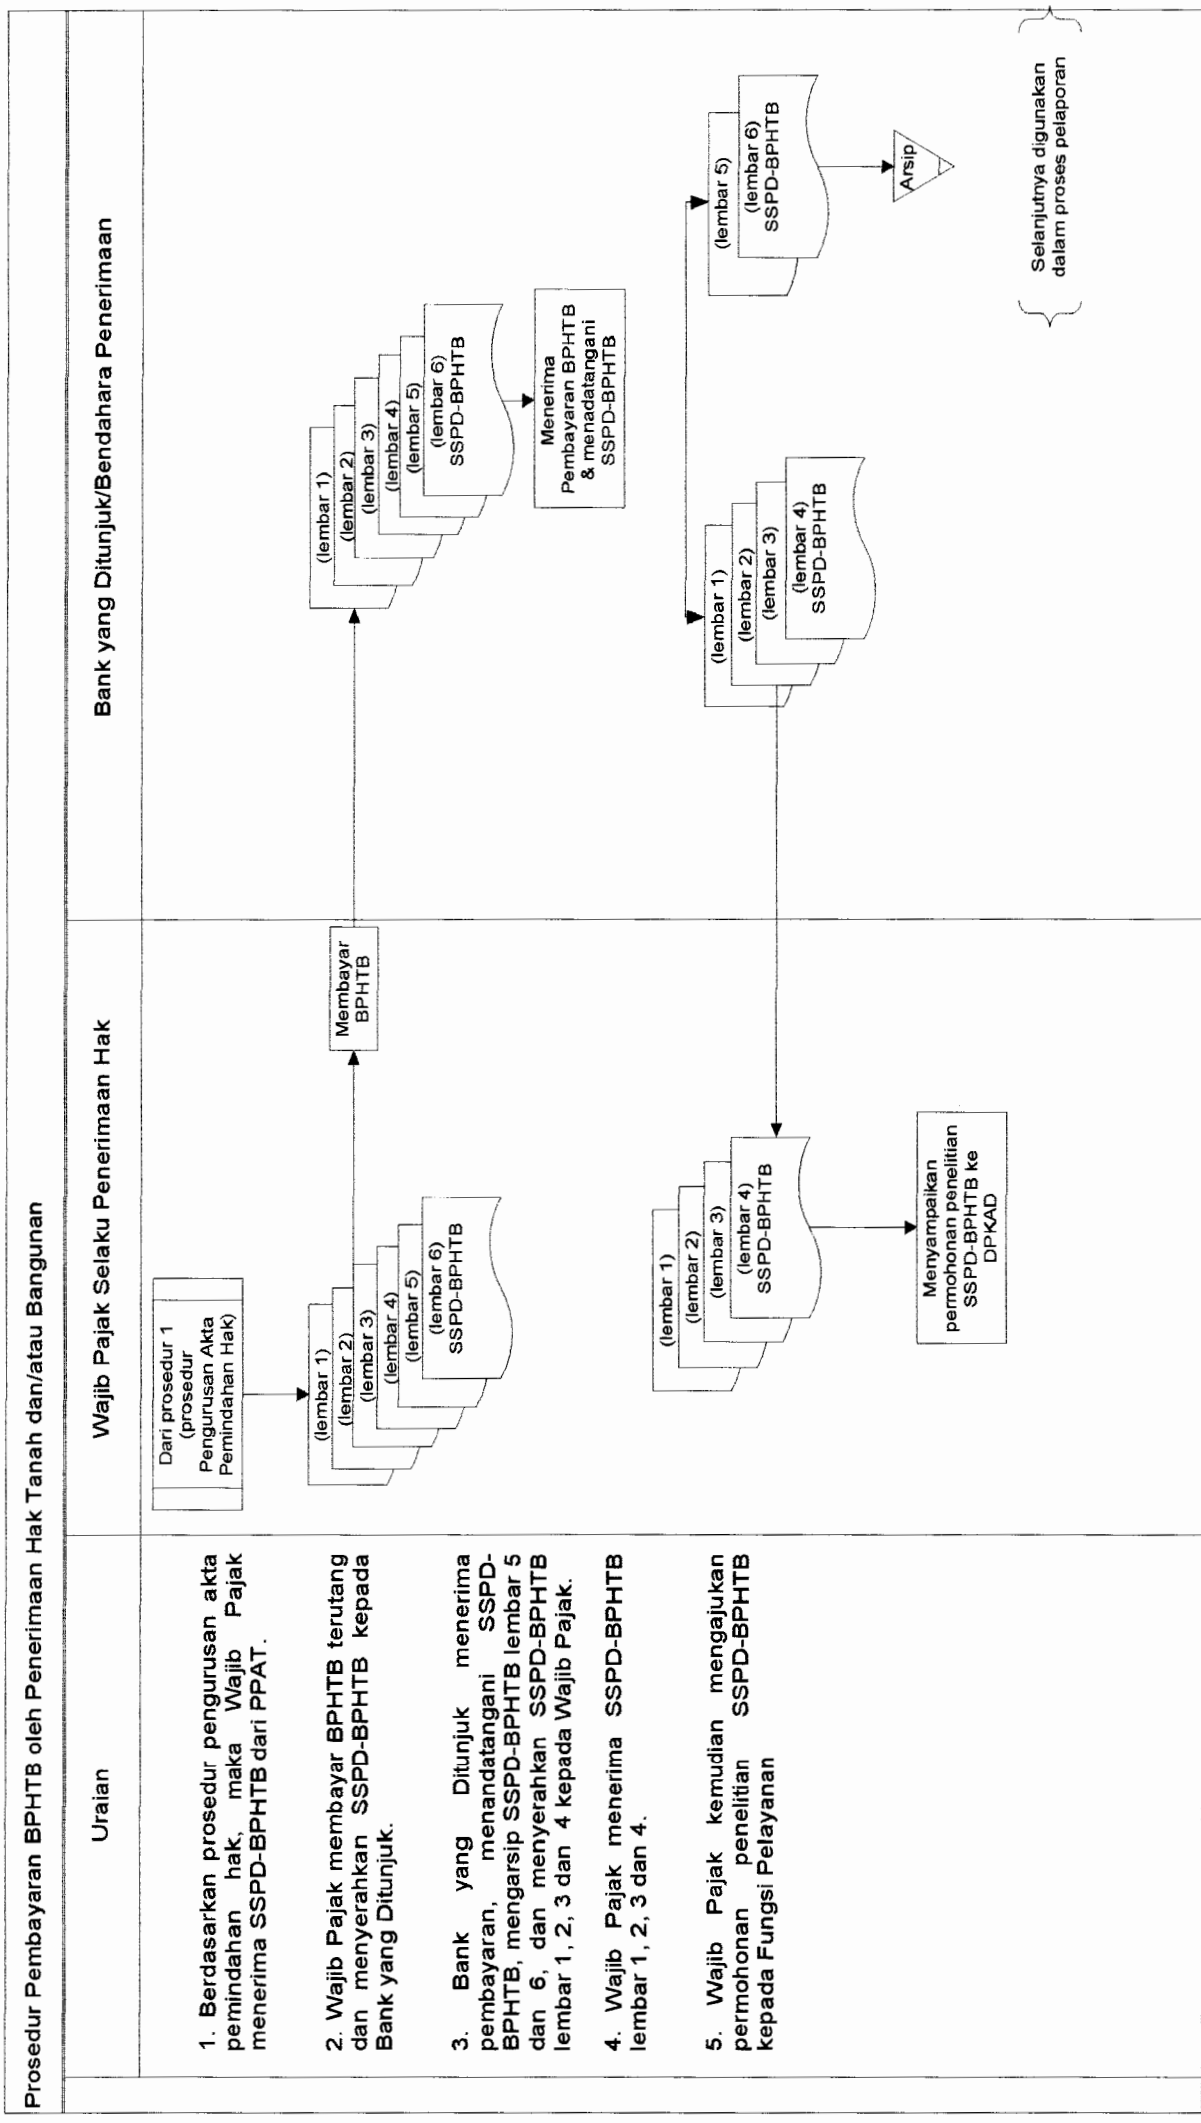 Prosedur Pembayaran BPHTB oleh Penerimaan Hak Tanah dan/atau Bangunan
Uraian
Wajib Pajak Selaku Penerimaan Hak
Bank yang Ditunjuk/Bendahara Penerimaan
1. Berdasarkan prosedur pengurusan akta
pemindahan hak, maka Wajib Pajak
menerima SSPD-BPHTB dari PPAT.
2. Wajib Pajak membayar BPHTB terutang
dan menyerahkan SSPD-BPHTB kepada
Bank yang Ditunjuk.
3. Bank yang Ditunjuk menerima
pembayaran, menandatangani SSPD-
BPHTB, mengarsip SSPD-BPHTB lembar 5
dan 6, dan menyerahkan SSPD-BPHTB
lembar 1, 2, 3 dan 4 kepada Wajib Pajak.
4. Wajib Pajak menerima SSPD-BPHTB
lembar 1, 2, 3 dan 4.
5. Wajib Pajak kemudian mengajukan
permohonan penelitian SSPD-BPHTB
kepada Fungsi Pelayanan
Dari prosedur 1
(prosedur
Pengurusan Akta
Pemindahan Hak)
(lembar 1)
(lembar 2)
(lembar 3)
(lembar 4)
(lembar 5)
(lembar 6)
SSPD-BPHTB
Membayar
BPHTB
(lembar 1)
(lembar 2)
(lembar 3)
(lembar 4)
SSPD-BPHTB
Menyampaikan
permohonan penelitian
SSPD-BPHTB ke
DPKAD
(lembar 1)
(lembar 2)
(lembar 3)
(lembar 4)
(lembar 5)
(lembar 6)
SSPD-BPHTB
Menerima
Pembayaran BPHTB
& menadatangani
SSPD-BPHTB
(lembar 1)
(lembar 2)
(lembar 3)
(lembar 4)
SSPD-BPHTB
(lembar 5)
(lembar 6)
SSPD-BPHTB
Arsip
Selanjutnya digunakan
dalam proses pelaporan